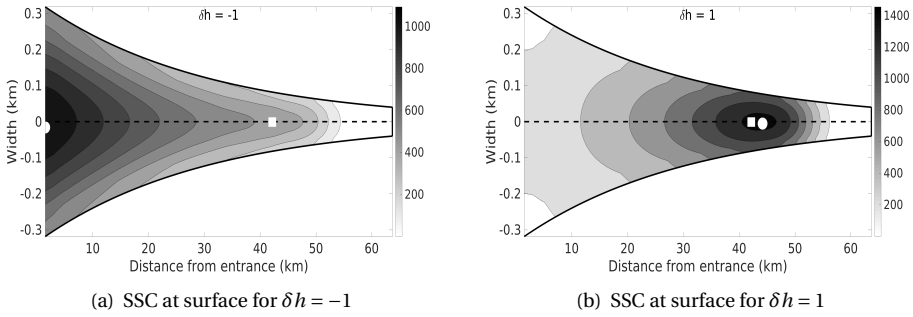 δh = -1
0.3
0.2
0.1
0
-0.1
-0.2
-0.3
Width (km)
10 20 30 40 50 60
Distance from entrance (km)
1000
800
600
400
200
(a) SSC at surface for δh = −1
δh = 1
0.3
0.2
0.1
0
-0.1
-0.2
-0.3
Width (km)
10 20 30 40 50 60
Distance from entrance (km)
1400
1200
1000
800
600
400
200
(b) SSC at surface for δh = 1